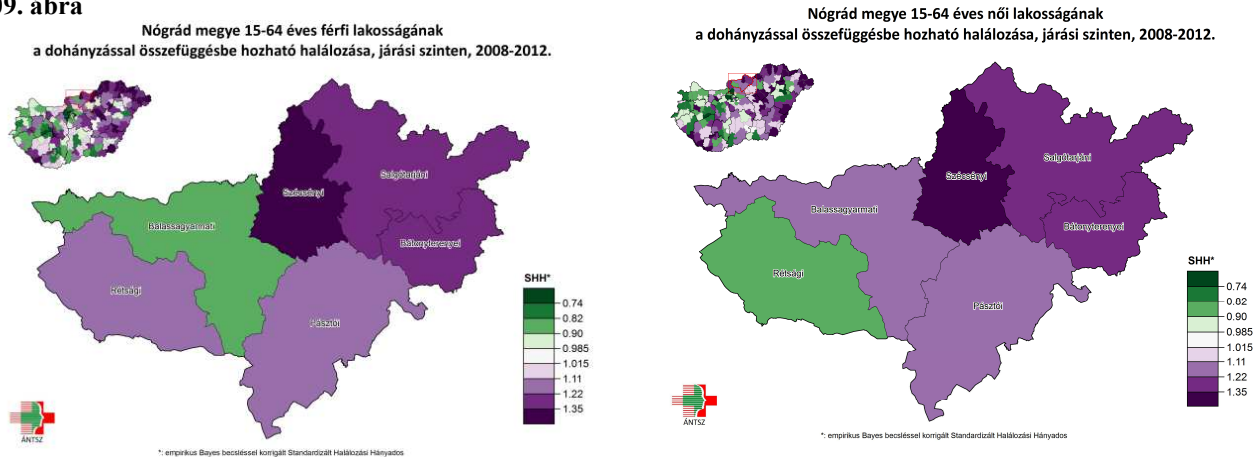 09. ábra
Nógrád megye 15-64 éves férfi lakosságának
a dohányzással összefüggésbe hozható halálozása, járási szinten, 2008-2012.
Szécsényi
Salgótarjáni
Balassagyarmati
Bátonyterenyei
Rétsági
Pásztói
SHH*
0.74
0.82
0.90
0.985
1.015
1.11
1.22
1.35
ÁNTSZ
*: empirikus Bayes becsléssel korrigált Standardizált Halálozási Hányados
Nógrád megye 15-64 éves női lakosságának
a dohányzással összefüggésbe hozható halálozása, járási szinten, 2008-2012.
Salgótarjáni
Szécsényi
Balassagyarmati
Bátonyterenyei
Rétsági
Pásztói
SHH*
0.74
0.02
0.90
0.985
1.015
1.11
1.22
1.35
ÁNTSZ
*: empirikus Bayes becsléssel korrigált Standardizált Halálozási Hányados